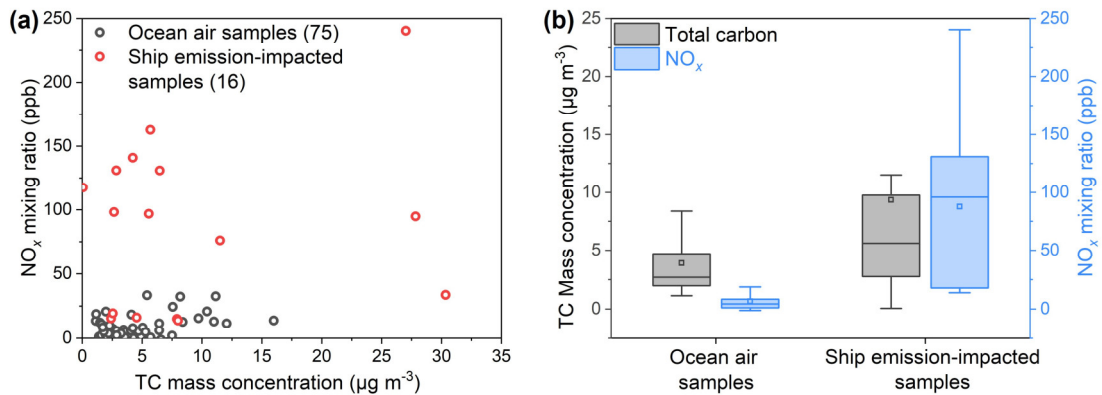 (a)
Ocean air samples (75)
Ship emission-impacted
samples (16)
NOx mixing ratio (ppb)
250
200
150
100
50
0
0 5 10 15 20 25 30 35
TC mass concentration (µg m⁻³)
(b)
Total carbon
NOx
TC Mass concentration (µg m⁻³)
25
20
15
10
5
0
250
200
150
100
50
0
NOx mixing ratio (ppb)
Ocean air
samples
Ship emission-impacted
samples